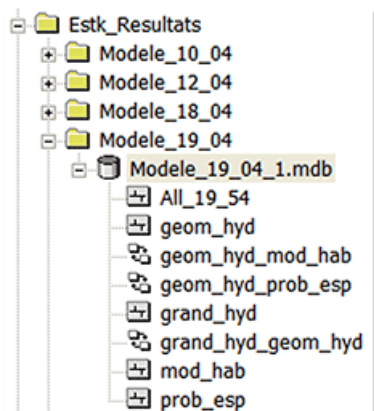 Estk_Resultats
Modele_10_04
Modele_12_04
Modele_18_04
Modele_19_04
Modele_19_04_1.mdb
All_19_54
geom_hyd
geom_hyd_mod_hab
geom_hyd_prob_esp
grand_hyd
grand_hyd_geom_hyd
mod_hab
prob_esp